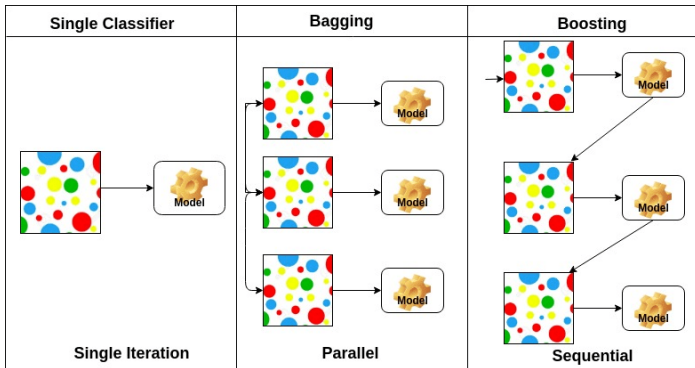 Single Classifier
Bagging
Boosting
Model
Model
Model
Model
Model
Model
Model
Single Iteration
Parallel
Sequential